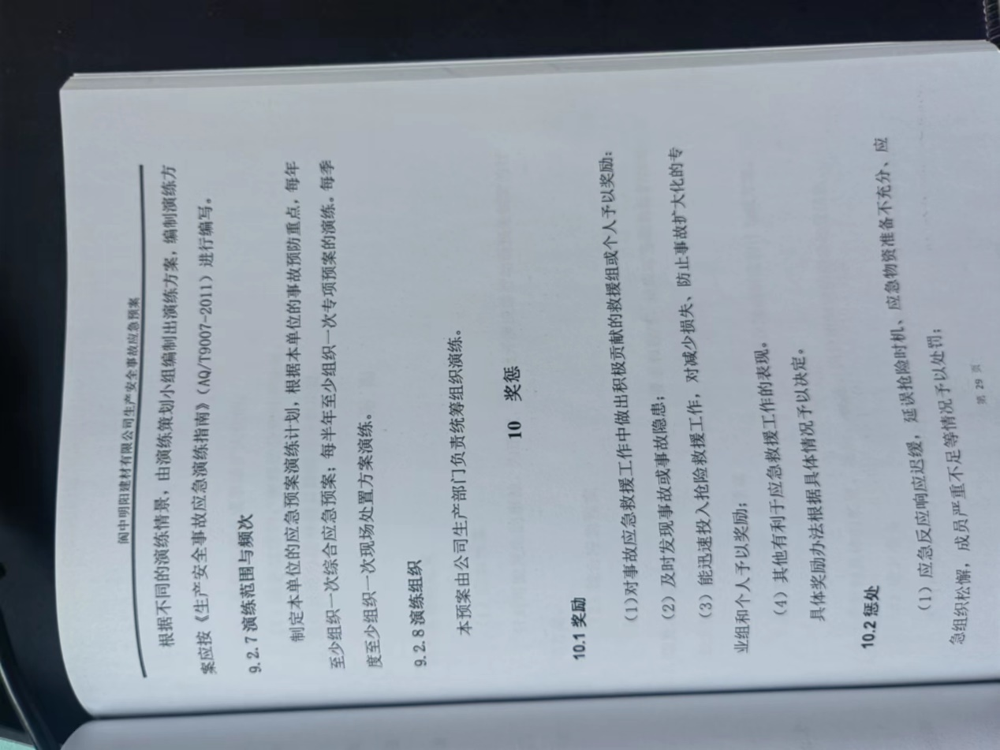 阆中明阳建材有限公司生产安全事故应急预案
根据不同的演练情景，由演练策划小组编制出演练方案，编制演练方
案应按《生产安全事故应急演练指南》（AQ/T9007-2011）进行编写。
9.2.7 演练范围与频次
制定本单位的应急预案演练计划，根据本单位的事故预防重点，每年
至少组织一次综合应急预案；每半年至少组织一次专项预案的演练。每季
度至少组织一次现场处置方案演练。
9.2.8 演练组织
本预案由公司生产部门负责统筹组织演练。
10 奖惩
10.1 奖励
（1）对事故应急救援工作中做出积极贡献的救援组或个人予以奖励；
（2）及时发现事故或事故隐患；
（3）能迅速投入抢险救援工作，对减少损失、防止事故扩大化的专
业组和个人予以奖励；
（4）其他有利于应急救援工作的表现。
具体奖励办法根据具体情况予以决定。
10.2 惩处
（1）应急反应响应迟缓，延误抢险时机、应急物资准备不充分、应
急组织松懈，成员严重不足等情况予以处罚；
第 29 页